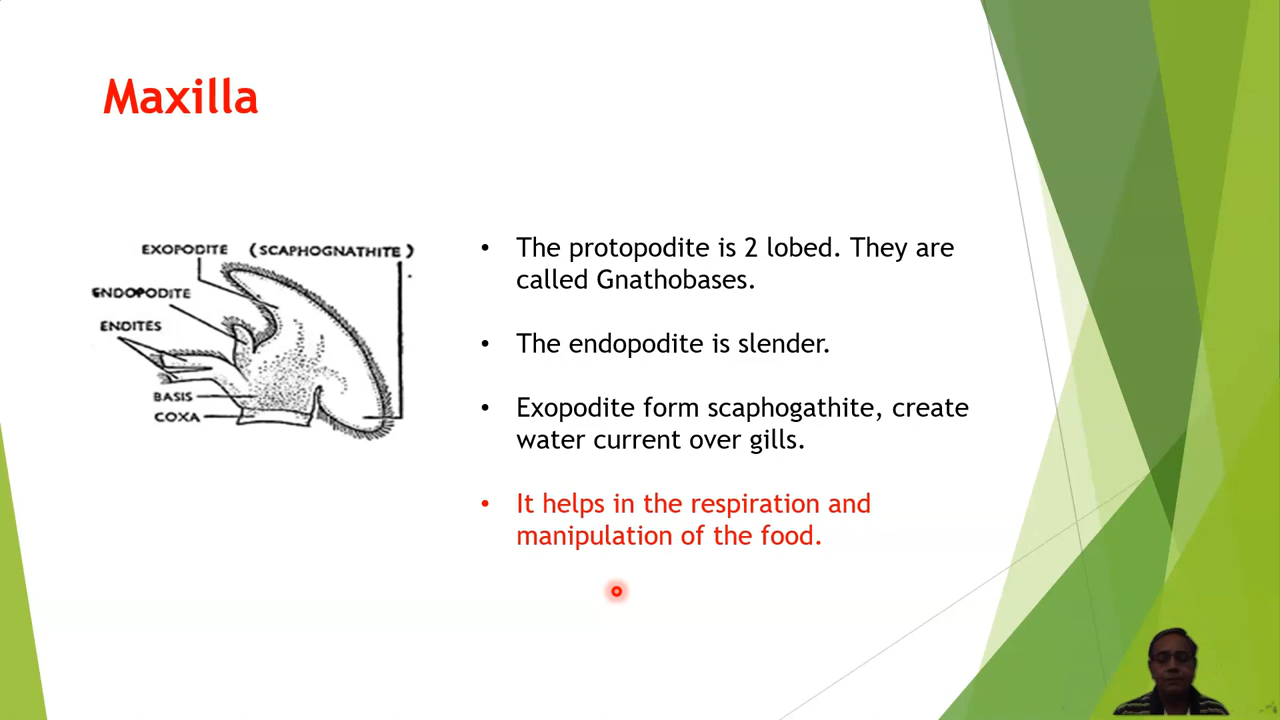 Maxilla
EXOPODITE (SCAPHOGNATHITE)
ENDOPODITE
ENDITES
BASIS
COXA
• The protopodite is 2 lobed. They are
called Gnathobases.
• The endopodite is slender.
• Exopodite form scaphogathite, create
water current over gills.
• It helps in the respiration and
manipulation of the food.